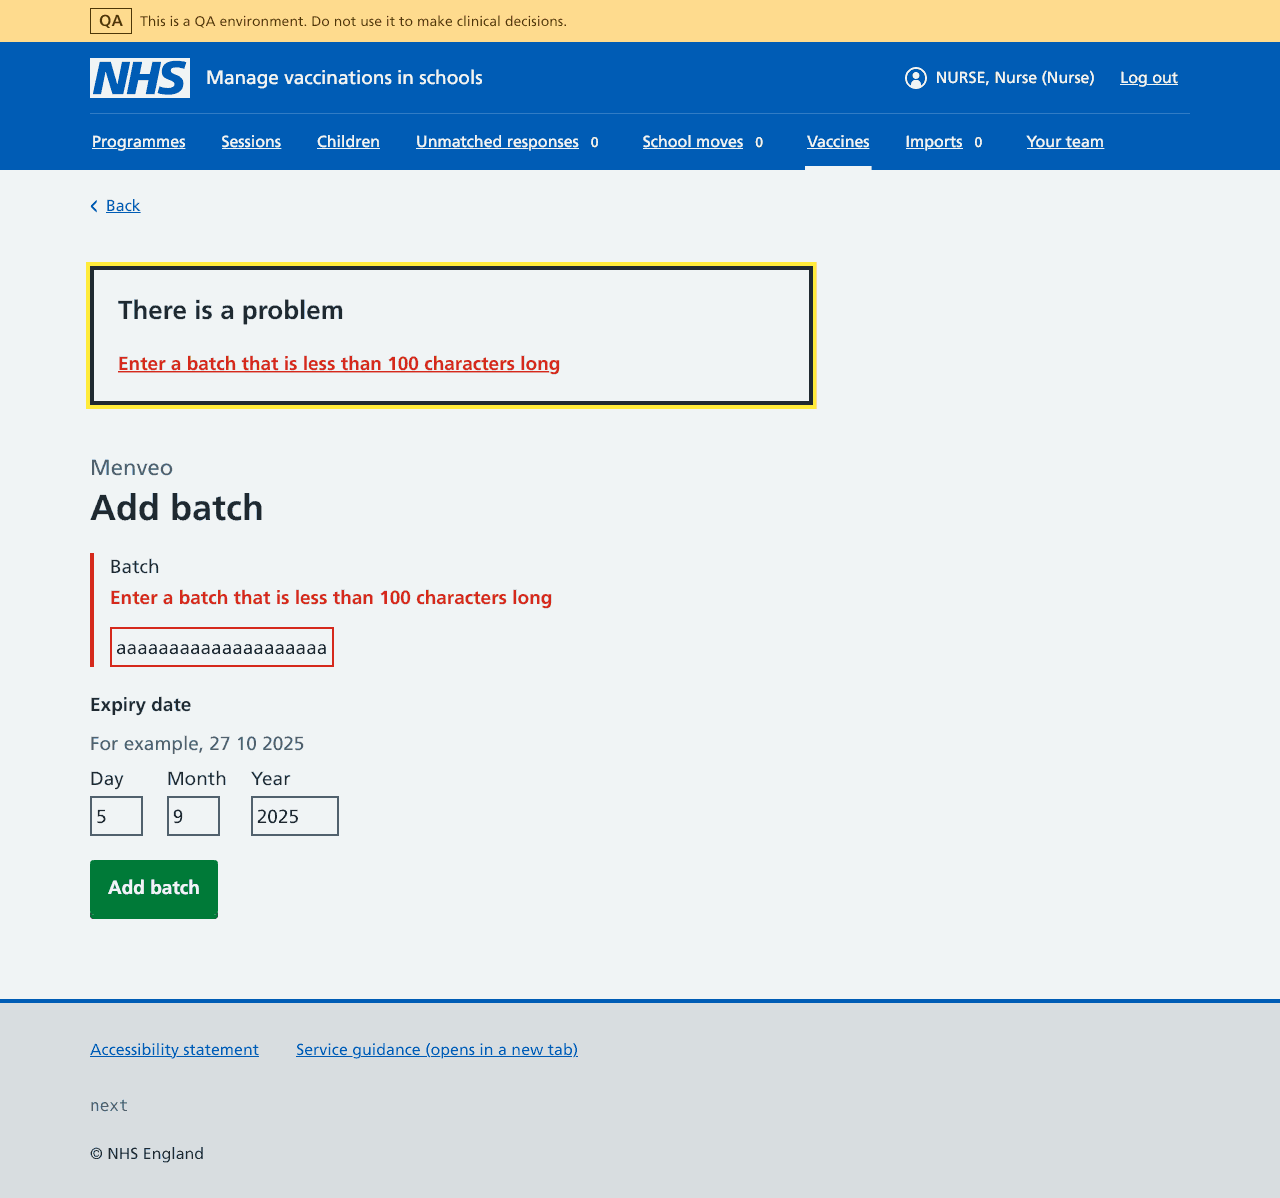 QA This is a QA environment. Do not use it to make clinical decisions.
NHS Manage vaccinations in schools NURSE, Nurse (Nurse) Log out
Programmes Sessions Children Unmatched responses 0 School moves 0 Vaccines Imports 0 Your team
Back
There is a problem
Enter a batch that is less than 100 characters long
Menveo
Add batch
Batch
Enter a batch that is less than 100 characters long
aaaaaaaaaaaaaaaaaaaa
Expiry date
For example, 27 10 2025
Day Month Year
5 9 2025
Add batch
Accessibility statement Service guidance (opens in a new tab)
next
© NHS England